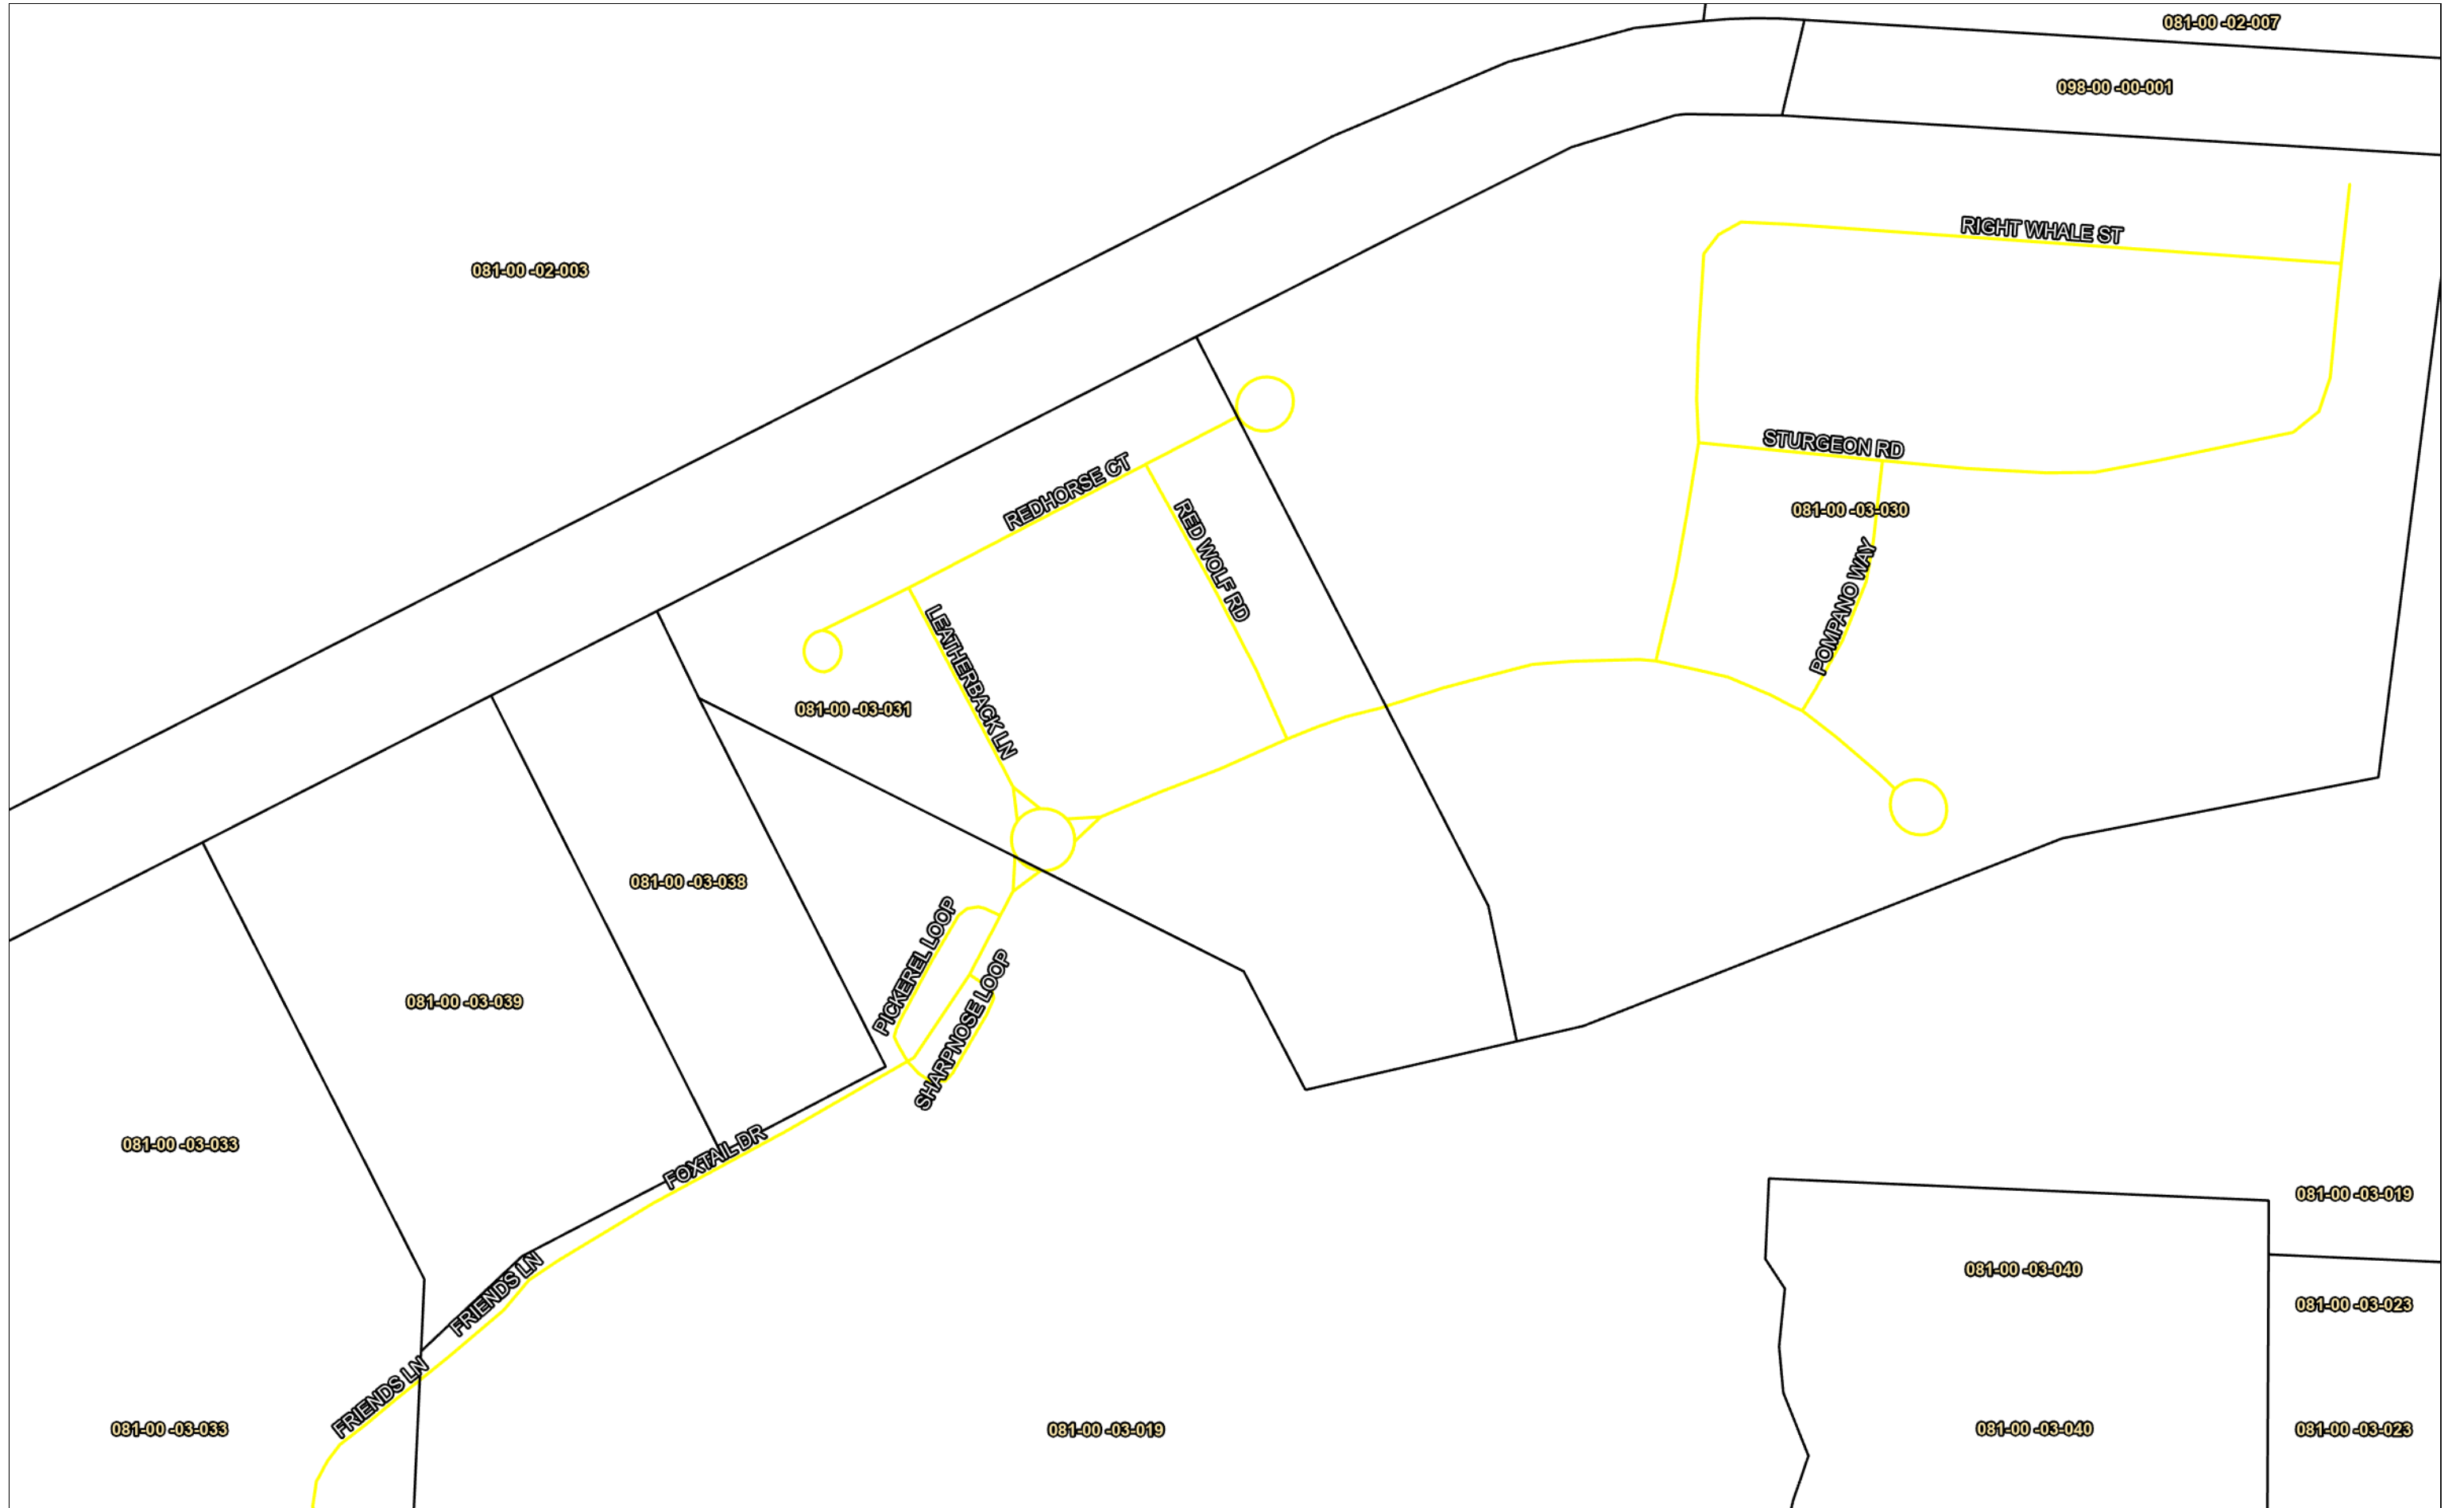 081-00 -02-007
098-00 -00-001
RIGHT WHALE ST
081-00 -02-003
STURGEON RD
REDHORSE CT
081-00 -03-030
RED WOLF RD
POMPANO WAY
LEATHERBACK LN
081-00 -03-031
081-00 -03-038
PICKEREL LOOP
081-00 -03-039
SHARPNOSE LOOP
081-00 -03-033
FOXTAIL DR
081-00 -03-019
081-00 -03-040
FRIENDS LN
081-00 -03-023
FRIENDS LN
081-00 -03-033
081-00 -03-019
081-00 -03-040
081-00 -03-023